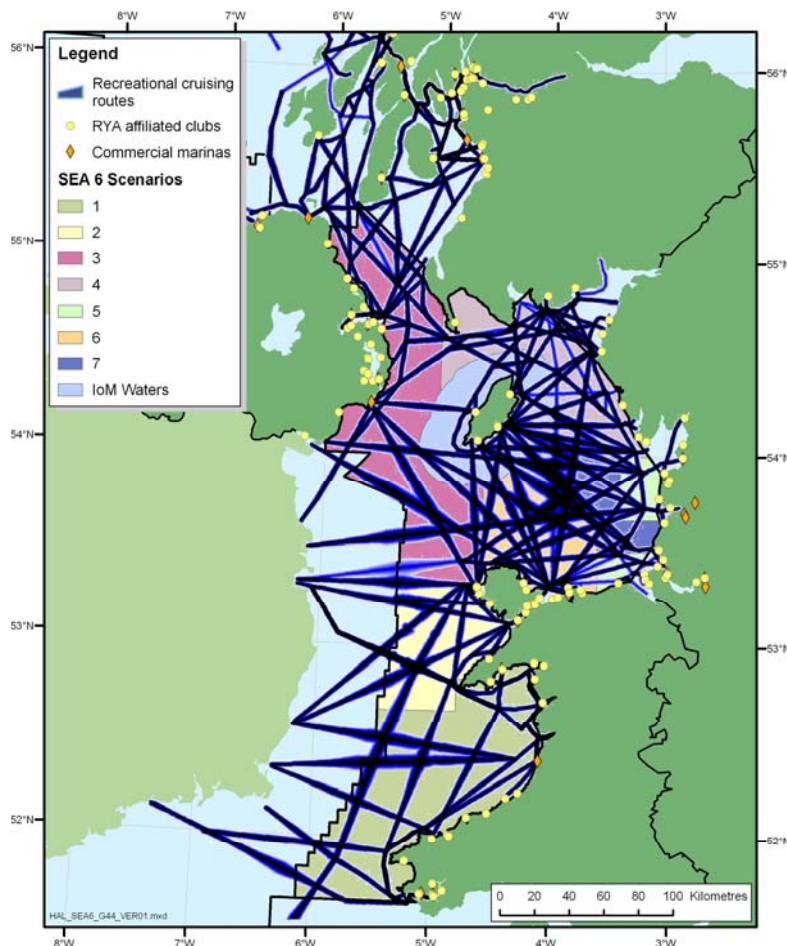 8°W 7°W 6°W 5°W 4°W 3°W
56°N 56°N
Legend
Recreational cruising
routes
RYA affiliated clubs
Commercial marinas
SEA 6 Scenarios
1
2
3
4
5
6
7
IoM Waters
55°N 55°N
54°N 54°N
53°N 53°N
52°N 52°N
0 20 40 60 80 100 Kilometres
HAL_SEA6_G44_VER01.mxd
8°W 7°W 6°W 5°W 4°W 3°W